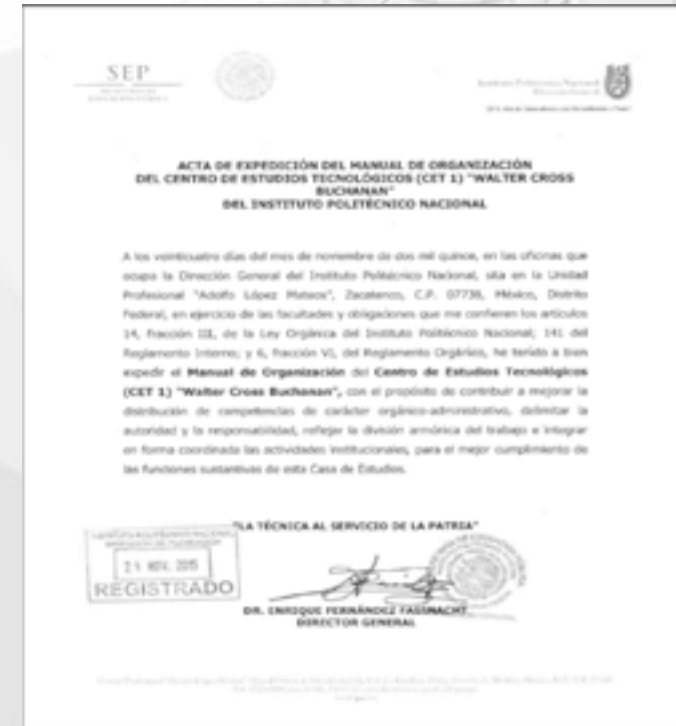 SEP
Instituto Politécnico Nacional
Dirección General
ACTA DE EXPEDICIÓN DEL MANUAL DE ORGANIZACIÓN
DEL CENTRO DE ESTUDIOS TECNOLÓGICOS (CET 1) "WALTER CROSS
BUCHANAN"
DEL INSTITUTO POLITÉCNICO NACIONAL
A los veinticuatro días del mes de noviembre de dos mil quince, en las oficinas que
ocupa la Dirección General del Instituto Politécnico Nacional, sita en la Unidad
Profesional "Adolfo López Mateos", Zacatenco, C.P. 07738, México, Distrito
Federal, en ejercicio de las facultades y obligaciones que me confieren los artículos
14, fracción III, de la Ley Orgánica del Instituto Politécnico Nacional; 141 del
Reglamento Interno; y 6, fracción VI, del Reglamento Orgánico, he tenido a bien
expedir el Manual de Organización del Centro de Estudios Tecnológicos
(CET 1) "Walter Cross Buchanan", con el propósito de contribuir a mejorar la
distribución de competencias de carácter orgánico-administrativo, delimitar la
autoridad y la responsabilidad, reflejar la división armónica del trabajo e integrar
en forma coordinada las actividades institucionales, para el mejor cumplimiento de
las funciones sustantivas de esta Casa de Estudios.
"LA TÉCNICA AL SERVICIO DE LA PATRIA"
INSTITUTO POLITÉCNICO NACIONAL
NOV. 2015
REGISTRADO
DR. ENRIQUE FERNÁNDEZ FASSNACHT
DIRECTOR GENERAL